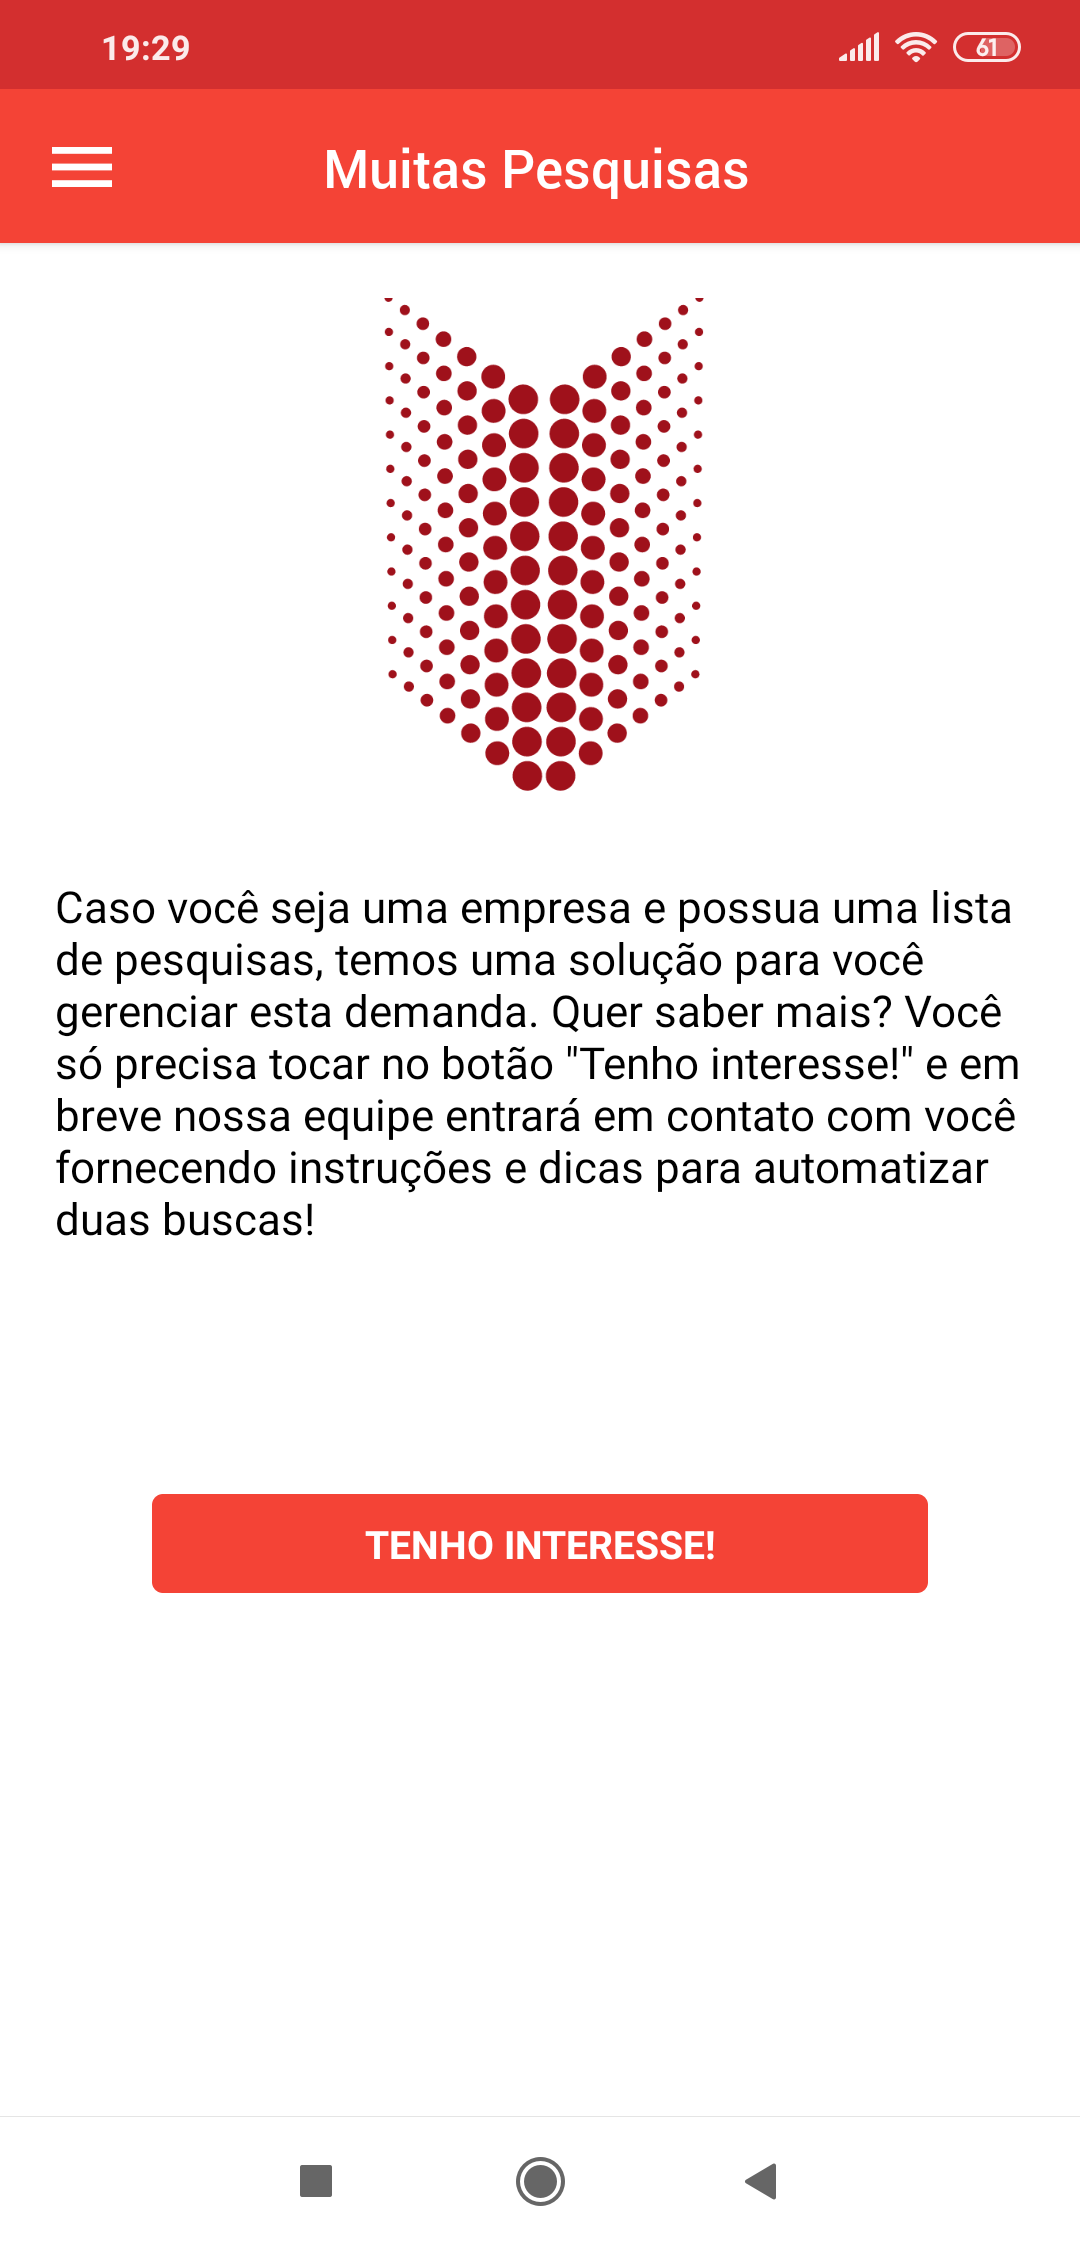 19:29
61
Muitas Pesquisas
Caso você seja uma empresa e possua uma lista
de pesquisas, temos uma solução para você
gerenciar esta demanda. Quer saber mais? Você
só precisa tocar no botão "Tenho interesse!" e em
breve nossa equipe entrará em contato com você
fornecendo instruções e dicas para automatizar
duas buscas!
TENHO INTERESSE!